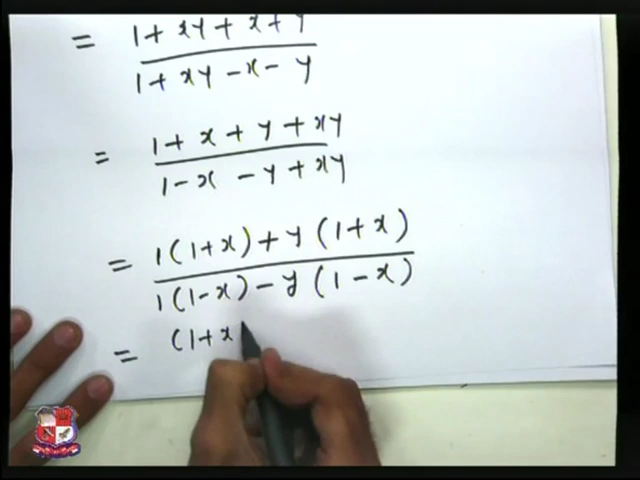 = 1 + xy + x + y
1 + xy - x - y
= 1 + x + y + xy
1 - x - y + xy
= 1 (1+x) + y (1+x)
1 (1-x) - y (1-x)
= (1+x